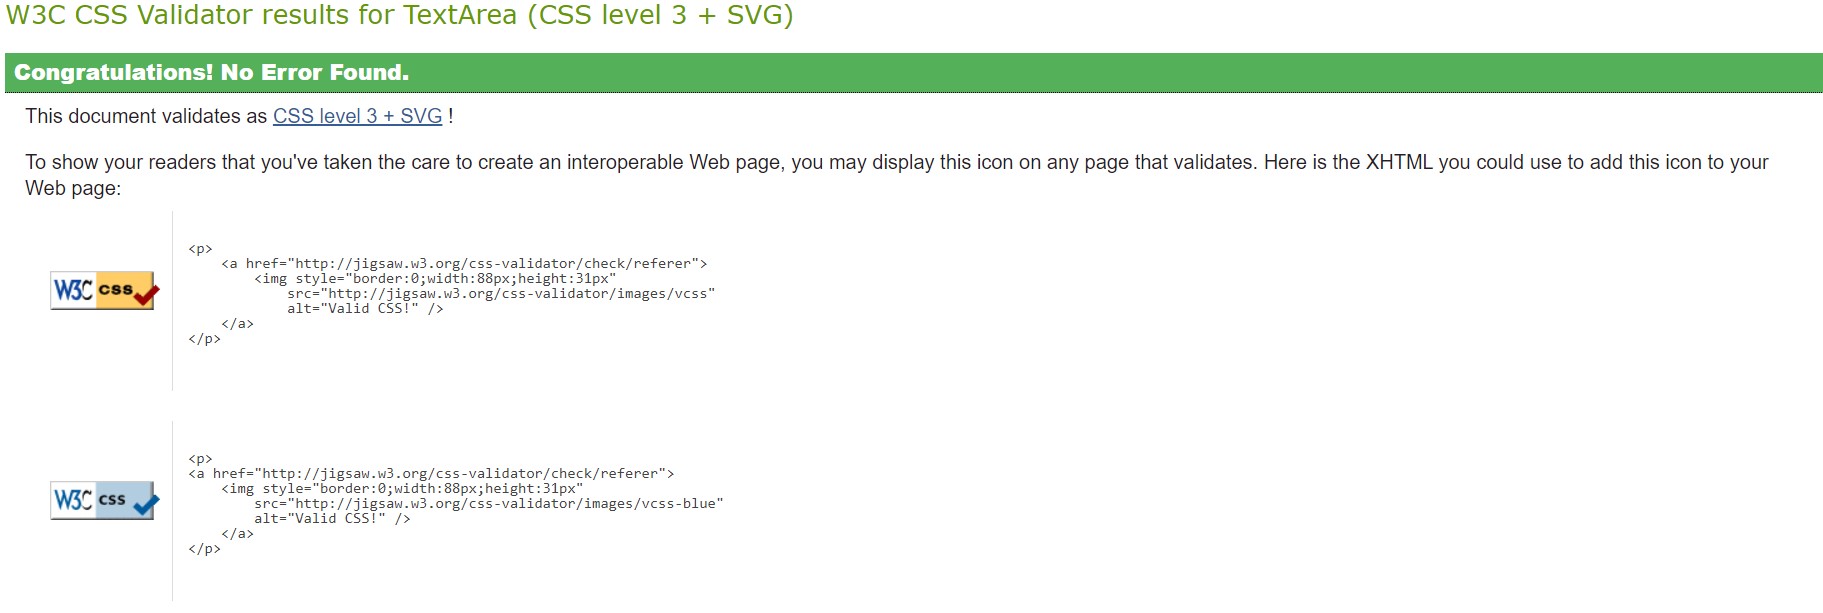 W3C CSS Validator results for TextArea (CSS level 3 + SVG)
Congratulations! No Error Found.
This document validates as CSS level 3 + SVG !
To show your readers that you've taken the care to create an interoperable Web page, you may display this icon on any page that validates. Here is the XHTML you could use to add this icon to your
Web page:
W3C css
<p>
    <a href="http://jigsaw.w3.org/css-validator/check/referer">
        <img style="border:0;width:88px;height:31px"
            src="http://jigsaw.w3.org/css-validator/images/vcss"
            alt="Valid CSS!" />
    </a>
</p>
W3C css
<p>
<a href="http://jigsaw.w3.org/css-validator/check/referer">
    <img style="border:0;width:88px;height:31px"
        src="http://jigsaw.w3.org/css-validator/images/vcss-blue"
        alt="Valid CSS!" />
    </a>
</p>